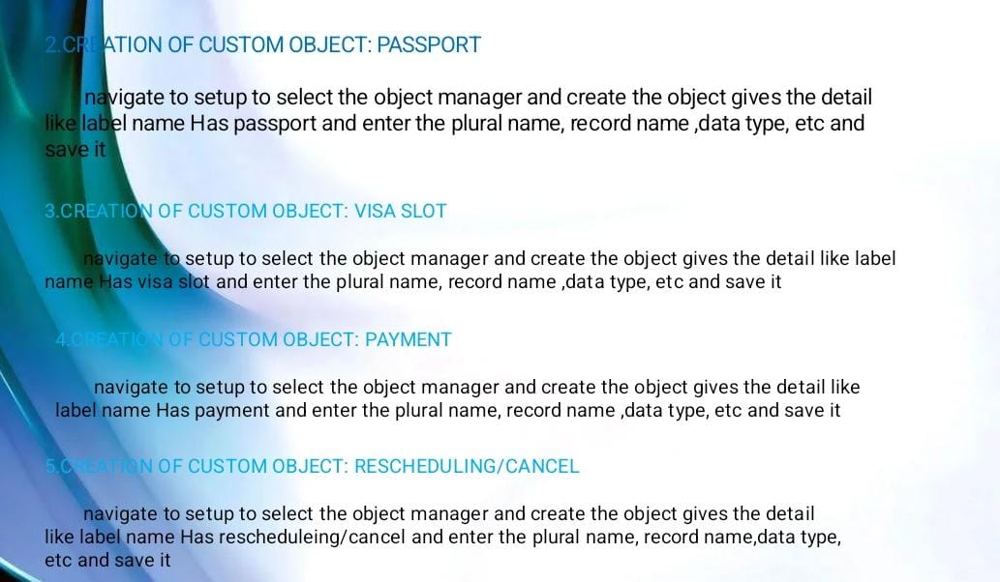 2.CREATION OF CUSTOM OBJECT: PASSPORT
navigate to setup to select the object manager and create the object gives the detail
like label name Has passport and enter the plural name, record name ,data type, etc and
save it
3.CREATION OF CUSTOM OBJECT: VISA SLOT
navigate to setup to select the object manager and create the object gives the detail like label
name Has visa slot and enter the plural name, record name ,data type, etc and save it
4.CREATION OF CUSTOM OBJECT: PAYMENT
navigate to setup to select the object manager and create the object gives the detail like
label name Has payment and enter the plural name, record name ,data type, etc and save it
5.CREATION OF CUSTOM OBJECT: RESCHEDULING/CANCEL
navigate to setup to select the object manager and create the object gives the detail
like label name Has rescheduleing/cancel and enter the plural name, record name,data type,
etc and save it